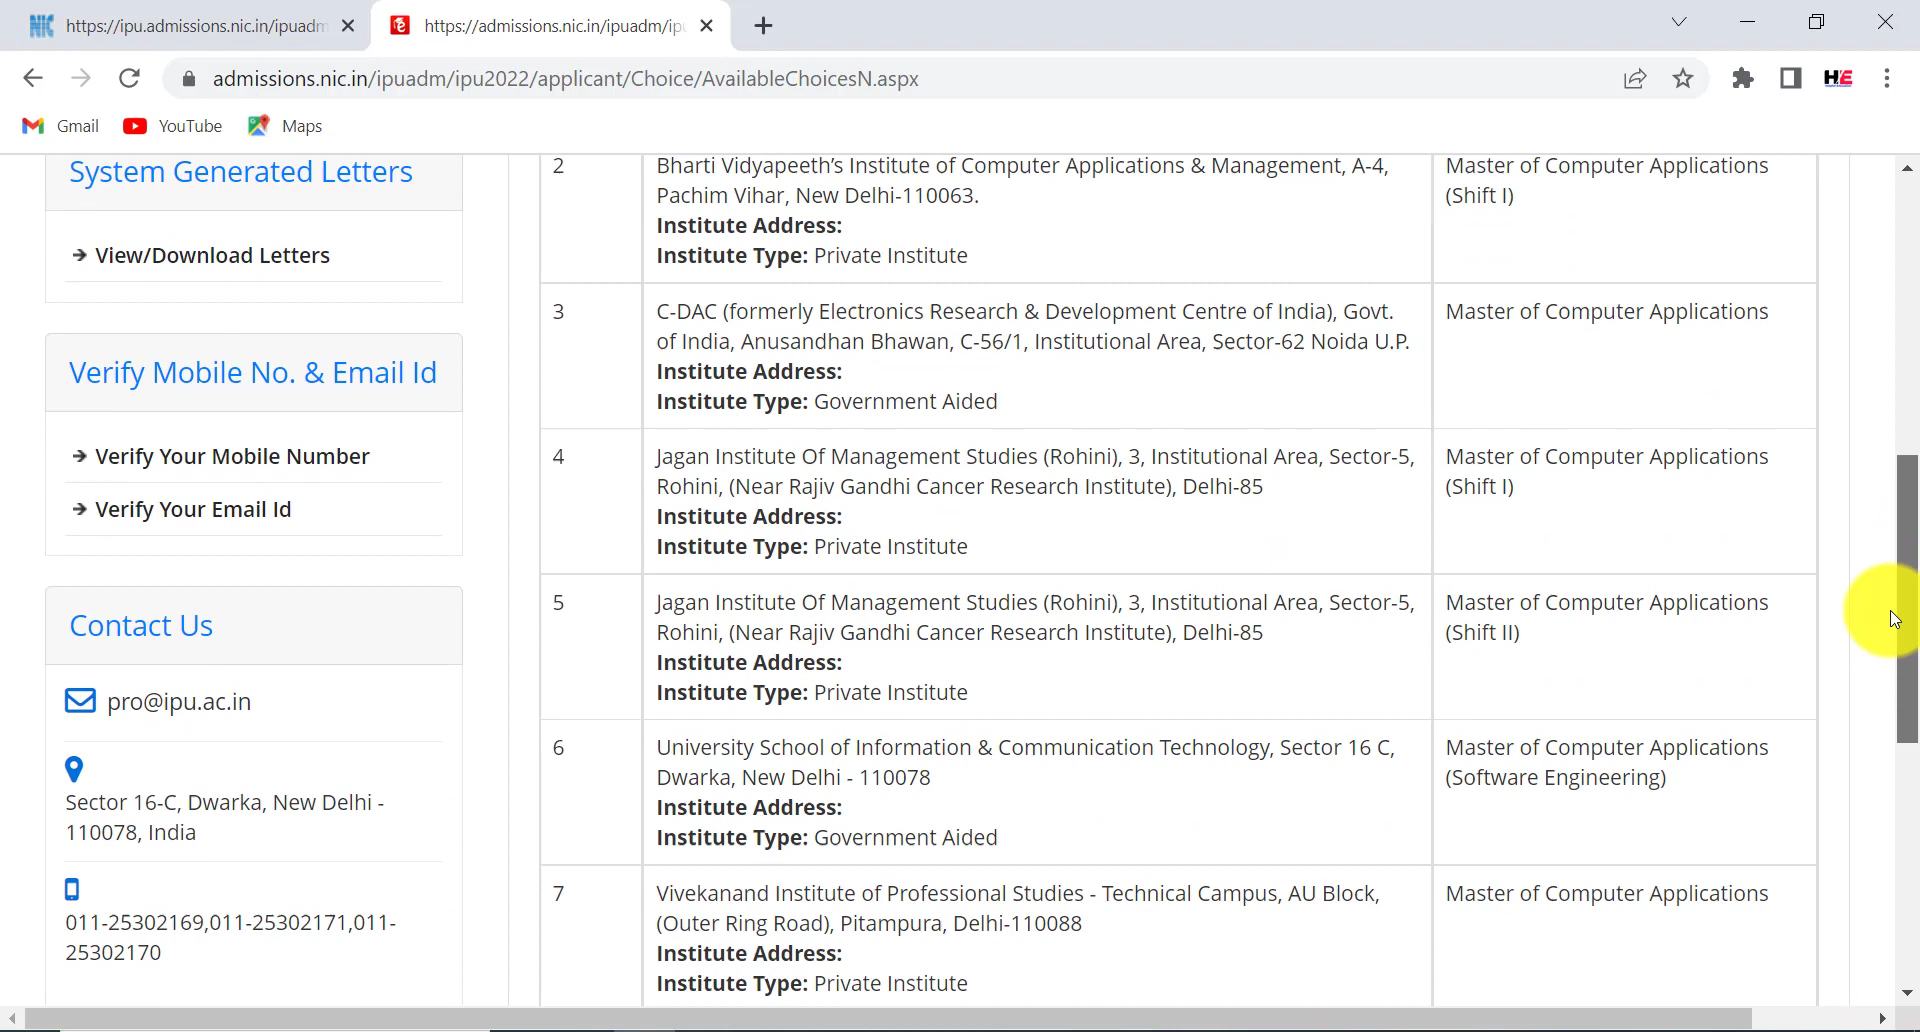 https://ipu.admissions.nic.in/ipuadm
https://admissions.nic.in/ipuadm/ip
admissions.nic.in/ipuadm/ipu2022/applicant/Choice/AvailableChoicesN.aspx
Gmail
YouTube
Maps
System Generated Letters
View/Download Letters
Verify Mobile No. & Email Id
Verify Your Mobile Number
Verify Your Email Id
Contact Us
pro@ipu.ac.in
Sector 16-C, Dwarka, New Delhi -
110078, India
011-25302169,011-25302171,011-
25302170
2
Bharti Vidyapeeth’s Institute of Computer Applications & Management, A-4,
Pachim Vihar, New Delhi-110063.
Institute Address:
Institute Type: Private Institute
Master of Computer Applications
(Shift I)
3
C-DAC (formerly Electronics Research & Development Centre of India), Govt.
of India, Anusandhan Bhawan, C-56/1, Institutional Area, Sector-62 Noida U.P.
Institute Address:
Institute Type: Government Aided
Master of Computer Applications
4
Jagan Institute Of Management Studies (Rohini), 3, Institutional Area, Sector-5,
Rohini, (Near Rajiv Gandhi Cancer Research Institute), Delhi-85
Institute Address:
Institute Type: Private Institute
Master of Computer Applications
(Shift I)
5
Jagan Institute Of Management Studies (Rohini), 3, Institutional Area, Sector-5,
Rohini, (Near Rajiv Gandhi Cancer Research Institute), Delhi-85
Institute Address:
Institute Type: Private Institute
Master of Computer Applications
(Shift II)
6
University School of Information & Communication Technology, Sector 16 C,
Dwarka, New Delhi - 110078
Institute Address:
Institute Type: Government Aided
Master of Computer Applications
(Software Engineering)
7
Vivekanand Institute of Professional Studies - Technical Campus, AU Block,
(Outer Ring Road), Pitampura, Delhi-110088
Institute Address:
Institute Type: Private Institute
Master of Computer Applications